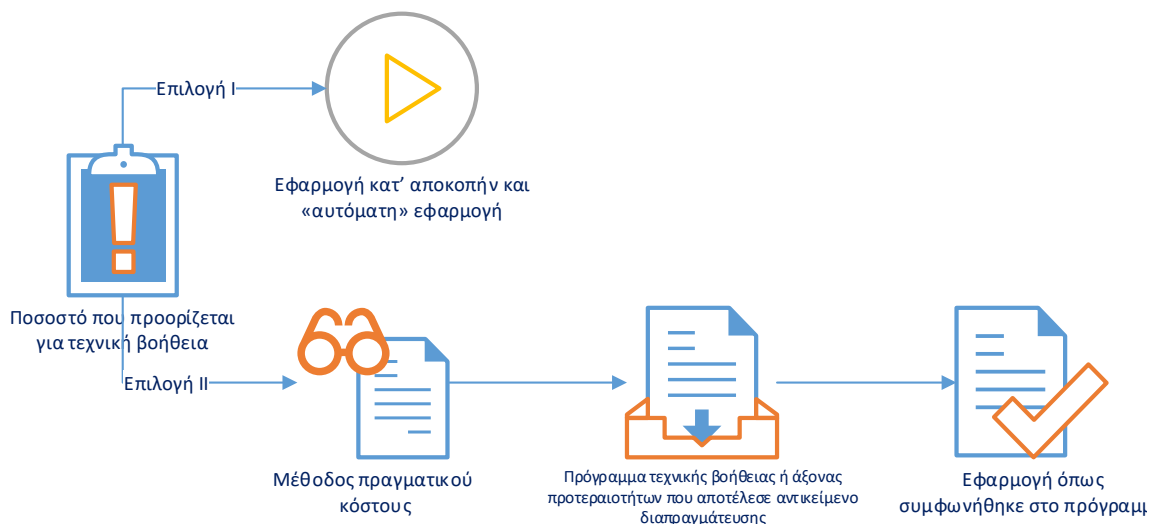 Επιλογή I
Εφαρμογή κατ’ αποκοπήν και
«αυτόματη» εφαρμογή
Ποσοστό που προορίζεται
για τεχνική βοήθεια
Επιλογή II
Μέθοδος πραγματικού
κόστους
Πρόγραμμα τεχνικής βοήθειας ή άξονας
προτεραιοτήτων που αποτέλεσε αντικείμενο
διαπραγμάτευσης
Εφαρμογή όπως
συμφωνήθηκε στο